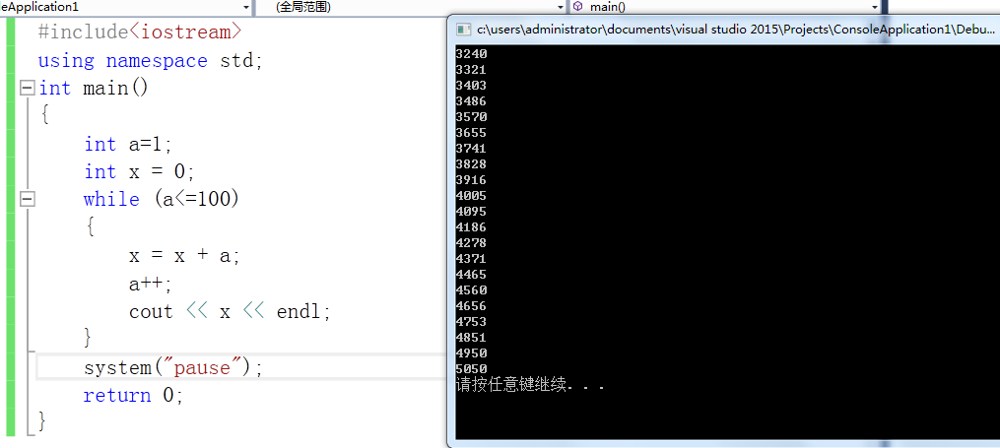 eApplication1
(全局范围)
main()
#include<iostream>
using namespace std;
int main()
{
int a=1;
int x = 0;
while (a<=100)
{
x = x + a;
a++;
cout << x << endl;
}
system("pause");
return 0;
}
c:\users\administrator\documents\visual studio 2015\Projects\ConsoleApplication1\Debu...
3240
3321
3403
3486
3570
3655
3741
3828
3916
4005
4095
4186
4278
4371
4465
4560
4656
4753
4851
4950
5050
请按任意键继续. . .